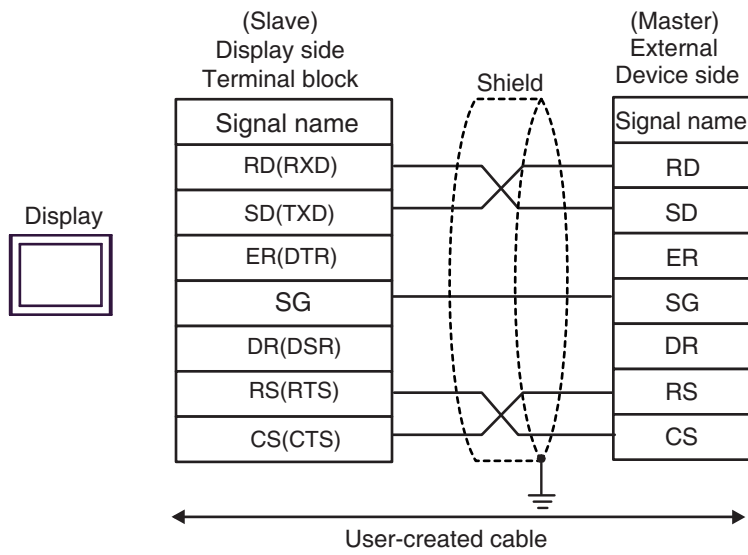 (Slave)
Display side
Terminal block
(Master)
External
Device side
Shield
Signal name
Signal name
RD(RXD)
RD
SD(TXD)
SD
Display
ER(DTR)
ER
SG
SG
DR(DSR)
DR
RS(RTS)
RS
CS(CTS)
CS
User-created cable